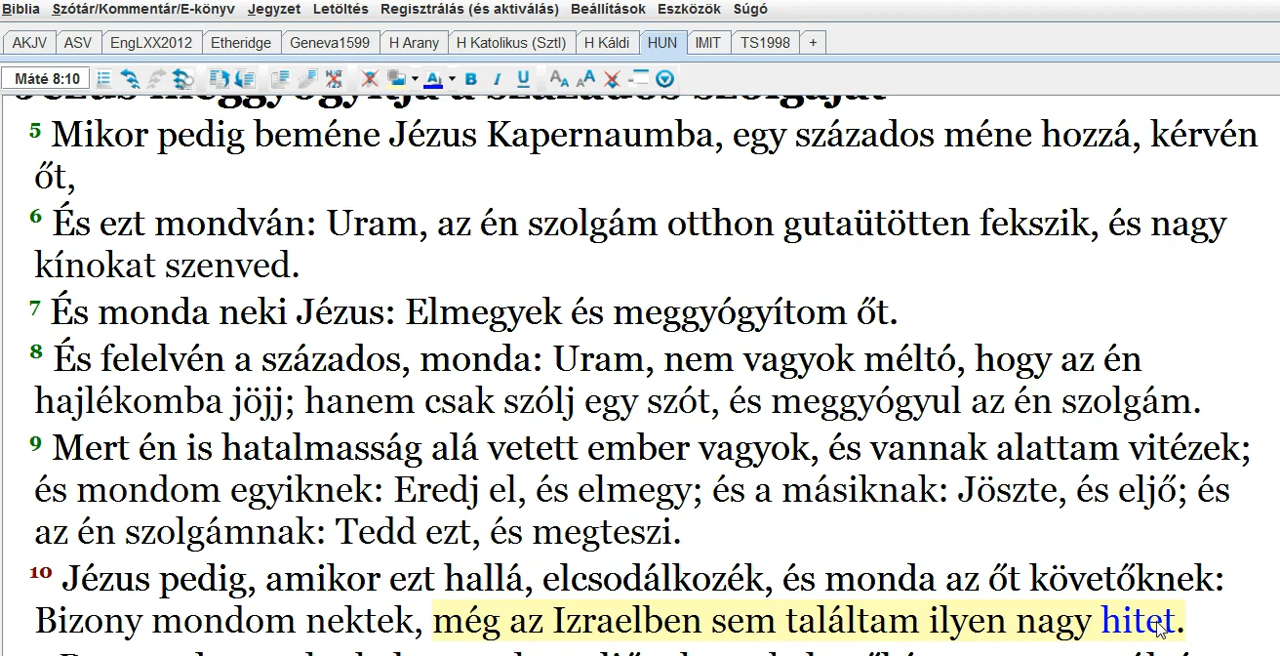 Biblia Szótár/Kommentár/E-könyv Jegyzet Letöltés Regisztrálás (és aktiválás) Beállítások Eszközök Súgó
AKJV ASV EngLXX2012 Etheridge Geneva1599 H Arany H Katolikus (SztI) H Káldi HUN IMIT TS1998 +
Máté 8:10
Jézus meggyógyítja a százados szolgáját
5 Mikor pedig beméne Jézus Kapernaumba, egy százados méne hozzá, kérvén
őt,
6 És ezt mondván: Uram, az én szolgám otthon gutaütötten fekszik, és nagy
kínokat szenved.
7 És monda neki Jézus: Elmegyek és meggyógyítom őt.
8 És felelvén a százados, monda: Uram, nem vagyok méltó, hogy az én
hajlékomba jöjj; hanem csak szólj egy szót, és meggyógyul az én szolgám.
9 Mert én is hatalmasság alá vetett ember vagyok, és vannak alattam vitézek;
és mondom egyiknek: Eredj el, és elmegy; és a másiknak: Jöszte, és eljő; és
az én szolgámnak: Tedd ezt, és megteszi.
10 Jézus pedig, amikor ezt hallá, elcsodálkozék, és monda az őt követőknek:
Bizony mondom nektek, még az Izraelben sem találtam ilyen nagy hitet.